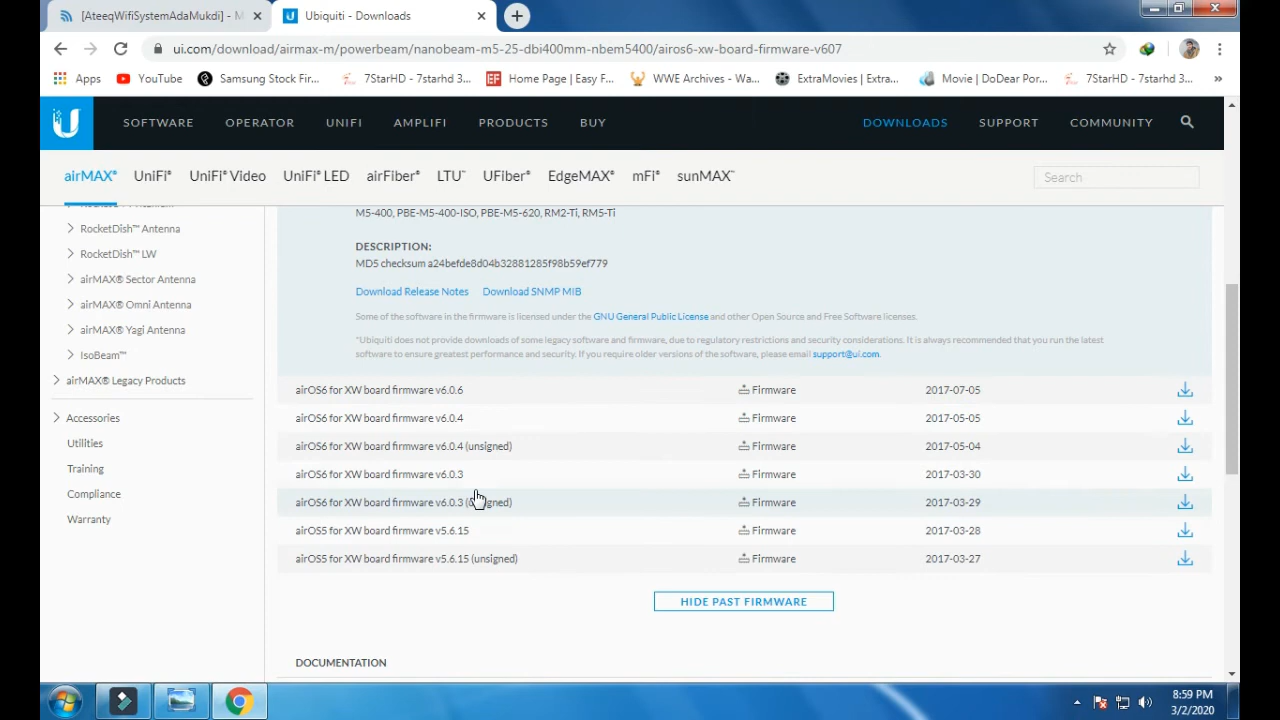 [AteeqWifiSystemAdaMukdi] - M
Ubiquiti - Downloads
ui.com/download/airmax-m/powerbeam/nanobeam-m5-25-dbi400mm-nbem5400/airos6-xw-board-firmware-v607
Apps YouTube Samsung Stock Fir... 7StarHD - 7starhd 3... Home Page | Easy F... WWE Archives - Wa... ExtraMovies | Extra... Movie | DoDear Por... 7StarHD - 7starhd 3... »
SOFTWARE OPERATOR UNIFI AMPLIFI PRODUCTS BUY DOWNLOADS SUPPORT COMMUNITY
airMAX® UniFi® UniFi® Video UniFi® LED airFiber® LTU™ UFiber® EdgeMAX® mFi® sunMAX™ Search
RocketDish™ Antenna
RocketDish™ LW
airMAX® Sector Antenna
airMAX® Omni Antenna
airMAX® Yagi Antenna
IsoBeam™
airMAX® Legacy Products
Accessories
Utilities
Training
Compliance
Warranty
M5-400, PBE-M5-400-ISO, PBE-M5-620, RM2-Ti, RM5-Ti
DESCRIPTION:
MD5 checksum a24befde8d04b32881285f98b59ef779
Download Release Notes Download SNMP MIB
Some of the software in the firmware is licensed under the GNU General Public License and other Open Source and Free Software licenses.
*Ubiquiti does not provide downloads of some legacy software and firmware, due to regulatory restrictions and security considerations. It is always recommended that you run the latest
software to ensure greatest performance and security. If you require older versions of the software, please email support@ui.com.
airOS6 for XW board firmware v6.0.6 Firmware 2017-07-05
airOS6 for XW board firmware v6.0.4 Firmware 2017-05-05
airOS6 for XW board firmware v6.0.4 (unsigned) Firmware 2017-05-04
airOS6 for XW board firmware v6.0.3 Firmware 2017-03-30
airOS6 for XW board firmware v6.0.3 Firmware 2017-03-29
airOS5 for XW board firmware v5.6.15 Firmware 2017-03-28
airOS5 for XW board firmware v5.6.15 (unsigned) Firmware 2017-03-27
HIDE PAST FIRMWARE
DOCUMENTATION
8:59 PM
3/2/2020